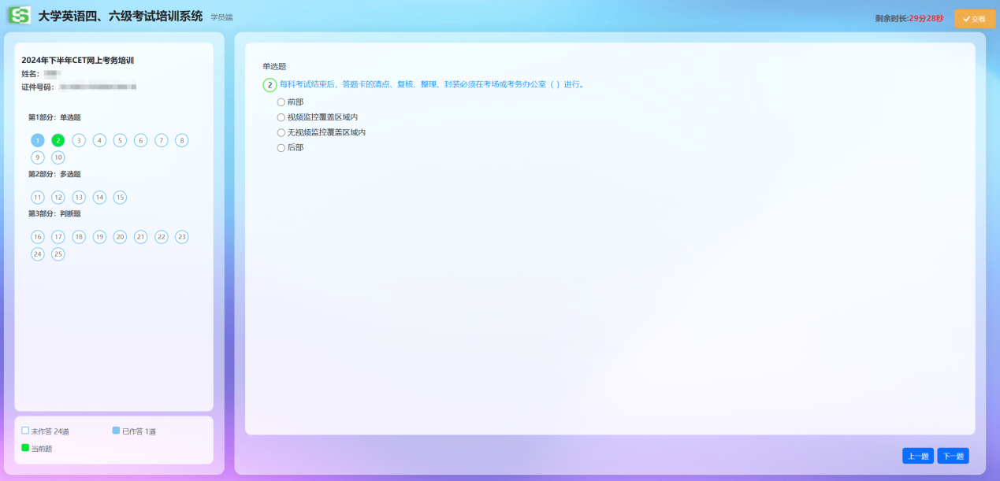 大学英语四、六级考试培训系统 学员端
剩余时长:29分28秒
交卷
2024年下半年CET网上考务培训
姓名:
证件号码:
第1部分: 单选题
1 2 3 4 5 6 7 8
9 10
第2部分: 多选题
11 12 13 14 15
第3部分: 判断题
16 17 18 19 20 21 22 23
24 25
未作答 24道 已作答 1道
当前题
单选题
2 每科考试结束后，答题卡的清点、复核、整理、封装必须在考场或考务办公室（ ）进行。
前部
视频监控覆盖区域内
无视频监控覆盖区域内
后部
上一题 下一题